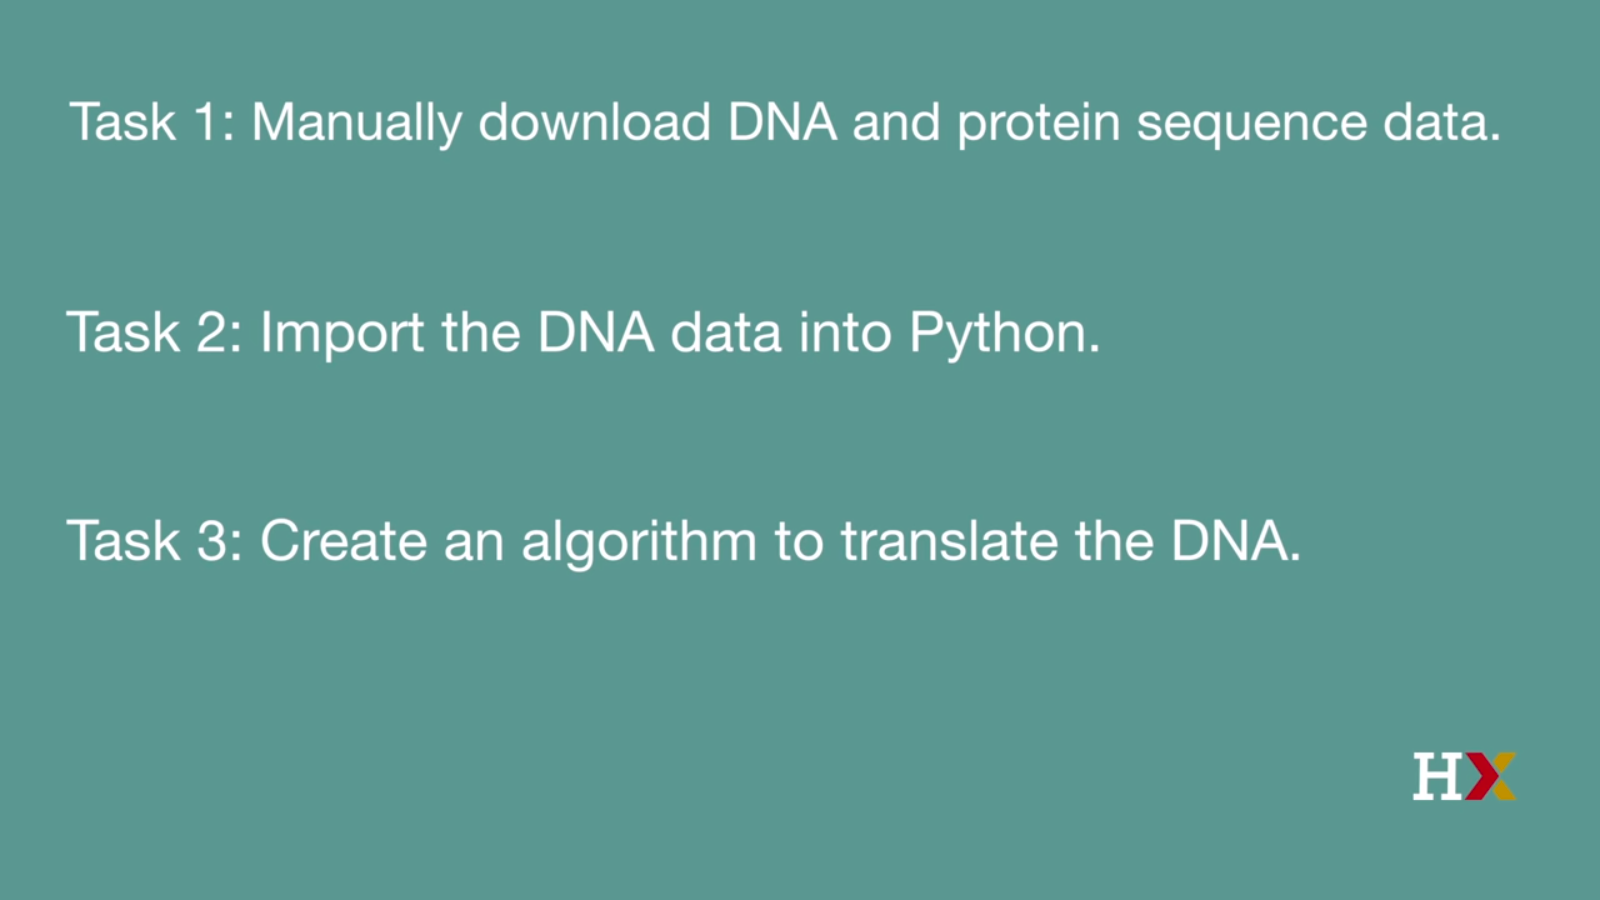 Task 1: Manually download DNA and protein sequence data.
Task 2: Import the DNA data into Python.
Task 3: Create an algorithm to translate the DNA.
HX